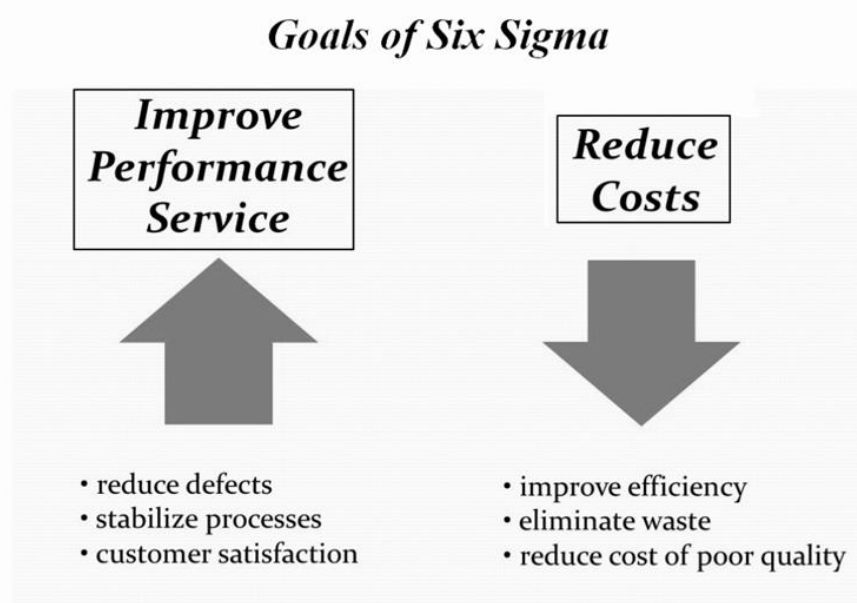 Goals of Six Sigma
Improve
Performance
Service
• reduce defects
• stabilize processes
• customer satisfaction
Reduce
Costs
• improve efficiency
• eliminate waste
• reduce cost of poor quality